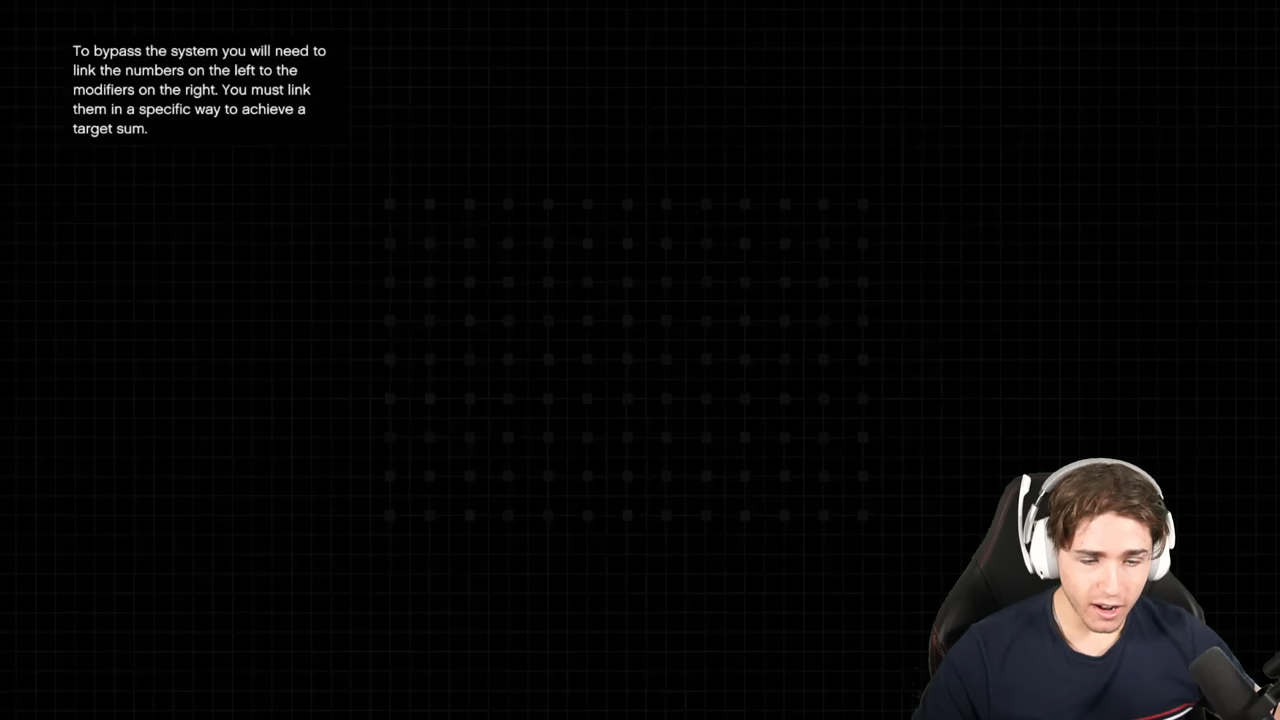 To bypass the system you will need to
link the numbers on the left to the
modifiers on the right. You must link
them in a specific way to achieve a
target sum.